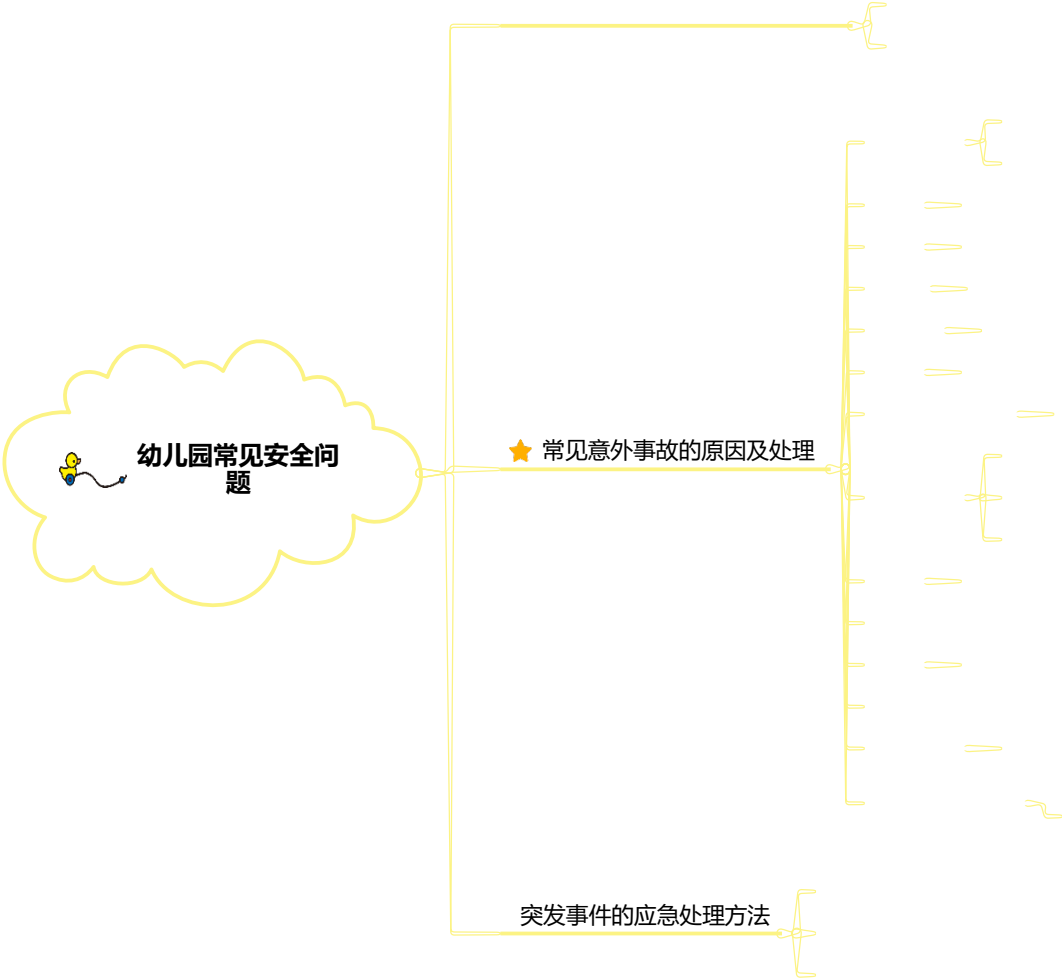 幼儿园常见安全问
题
常见意外事故的原因及处理
突发事件的应急处理方法